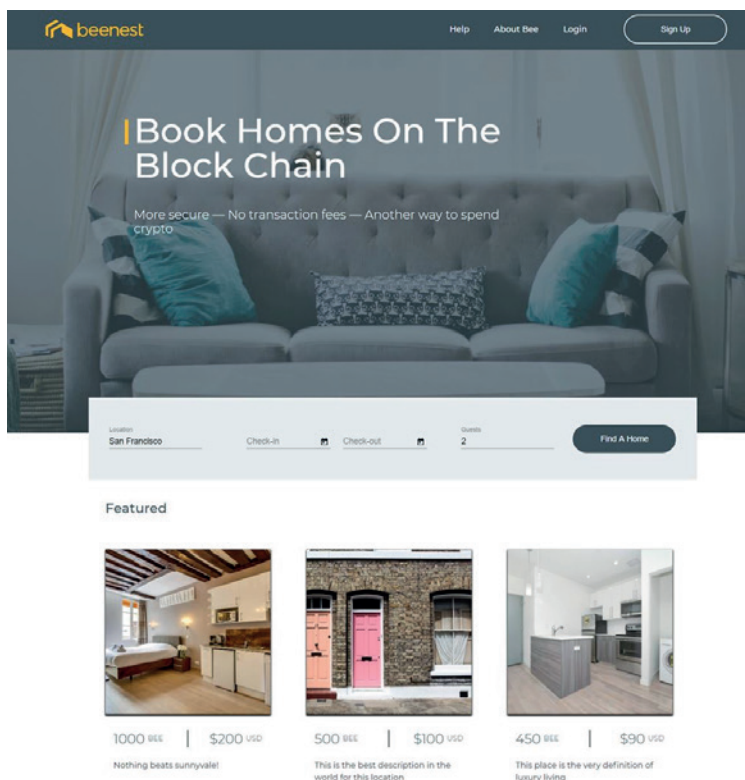 beenest
Help About Bee Login Sign Up
Book Homes On The
Block Chain
More secure — No transaction fees — Another way to spend
crypto
Location
San Francisco
Check-in
Check-out
Guests
2
Find A Home
Featured
1000 BEE $200 USD
500 BEE $100 USD
450 BEE $90 USD
Nothing beats sunnyvale!
This is the best description in the
world for this location
This place is the very definition of
luxury living